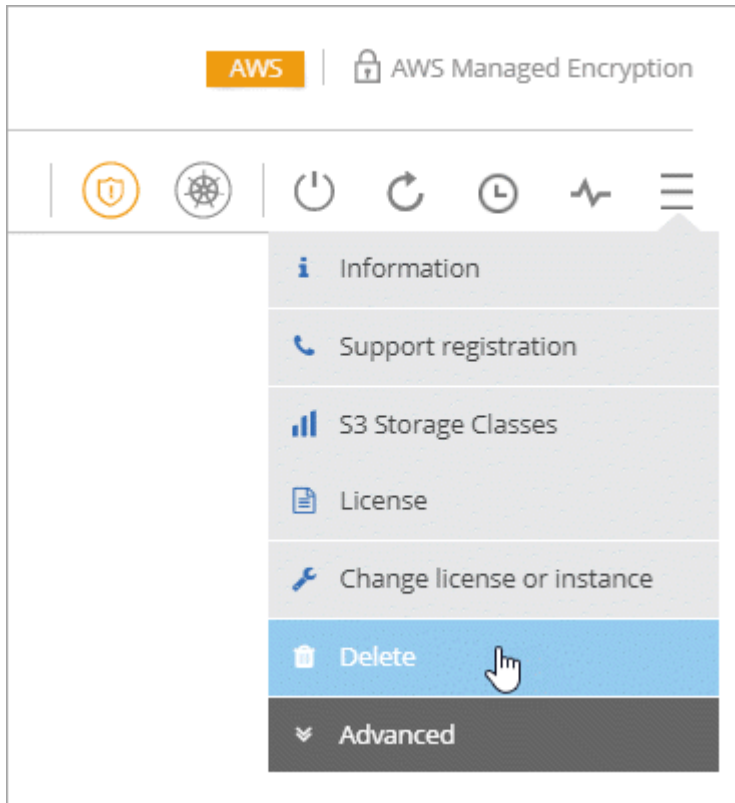 AWS
AWS Managed Encryption
Information
Support registration
S3 Storage Classes
License
Change license or instance
Delete
Advanced